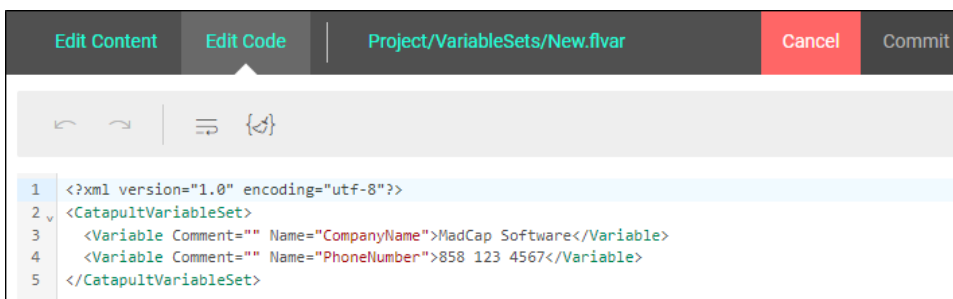 Edit Content Edit Code Project/VariableSets/New.flvar Cancel Commit
1 <?xml version="1.0" encoding="utf-8"?>
2 <CatapultVariableSet>
3 <Variable Comment="" Name="CompanyName">MadCap Software</Variable>
4 <Variable Comment="" Name="PhoneNumber">858 123 4567</Variable>
5 </CatapultVariableSet>